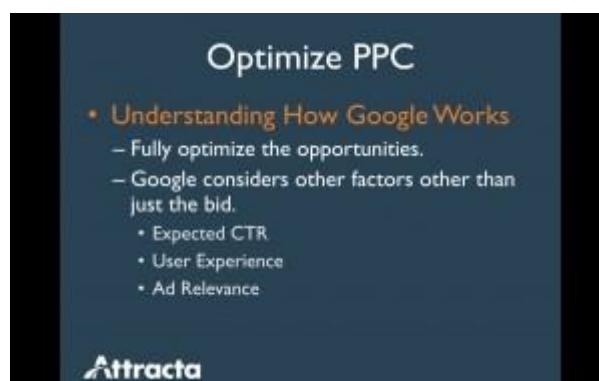 Optimize PPC
• Understanding How Google Works
– Fully optimize the opportunities.
– Google considers other factors other than
just the bid.
• Expected CTR
• User Experience
• Ad Relevance
Attracta